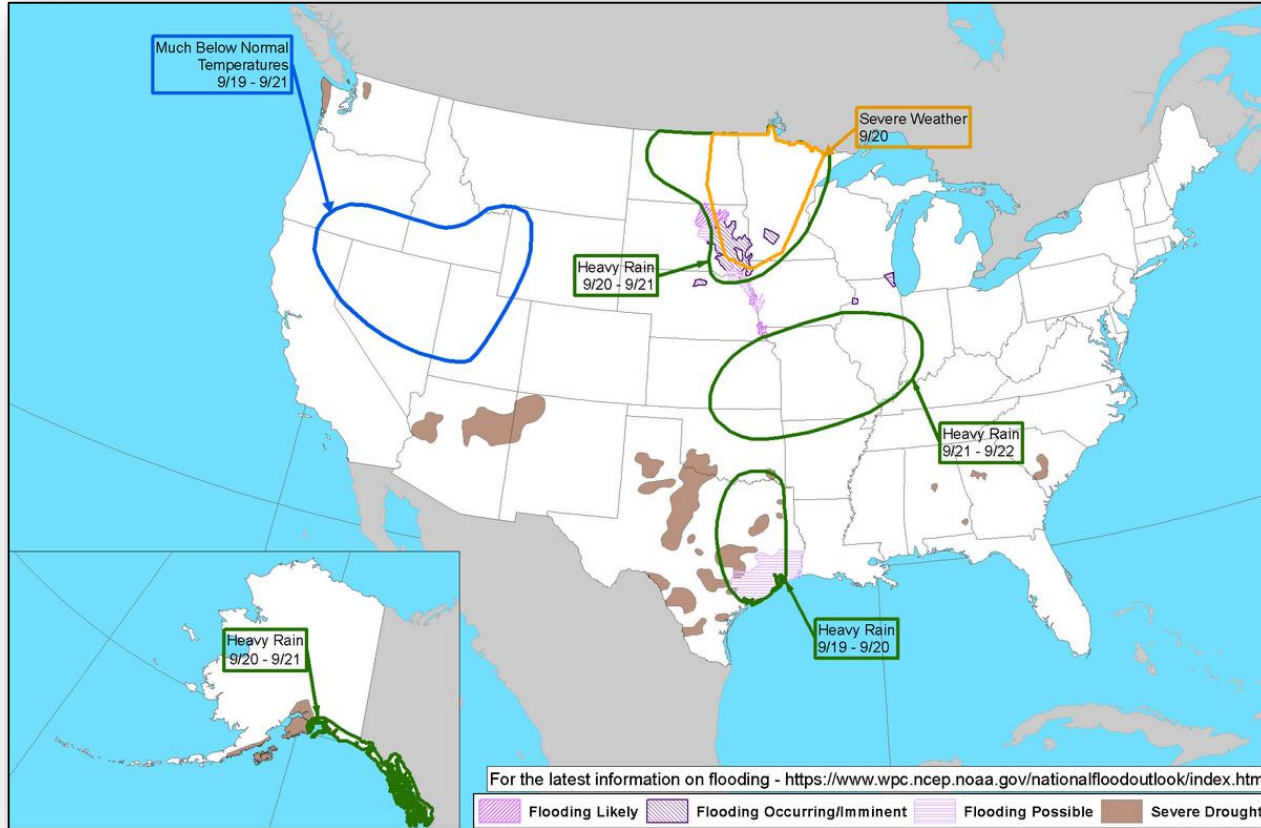 Much Below Normal
Temperatures
9/19 - 9/21
Severe Weather
9/20
Heavy Rain
9/20 - 9/21
Heavy Rain
9/21 - 9/22
Heavy Rain
9/20 - 9/21
Heavy Rain
9/19 - 9/20
For the latest information on flooding - https://www.wpc.ncep.noaa.gov/nationalfloodoutlook/index.htm
Flooding Likely Flooding Occurring/Imminent Flooding Possible Severe Drought